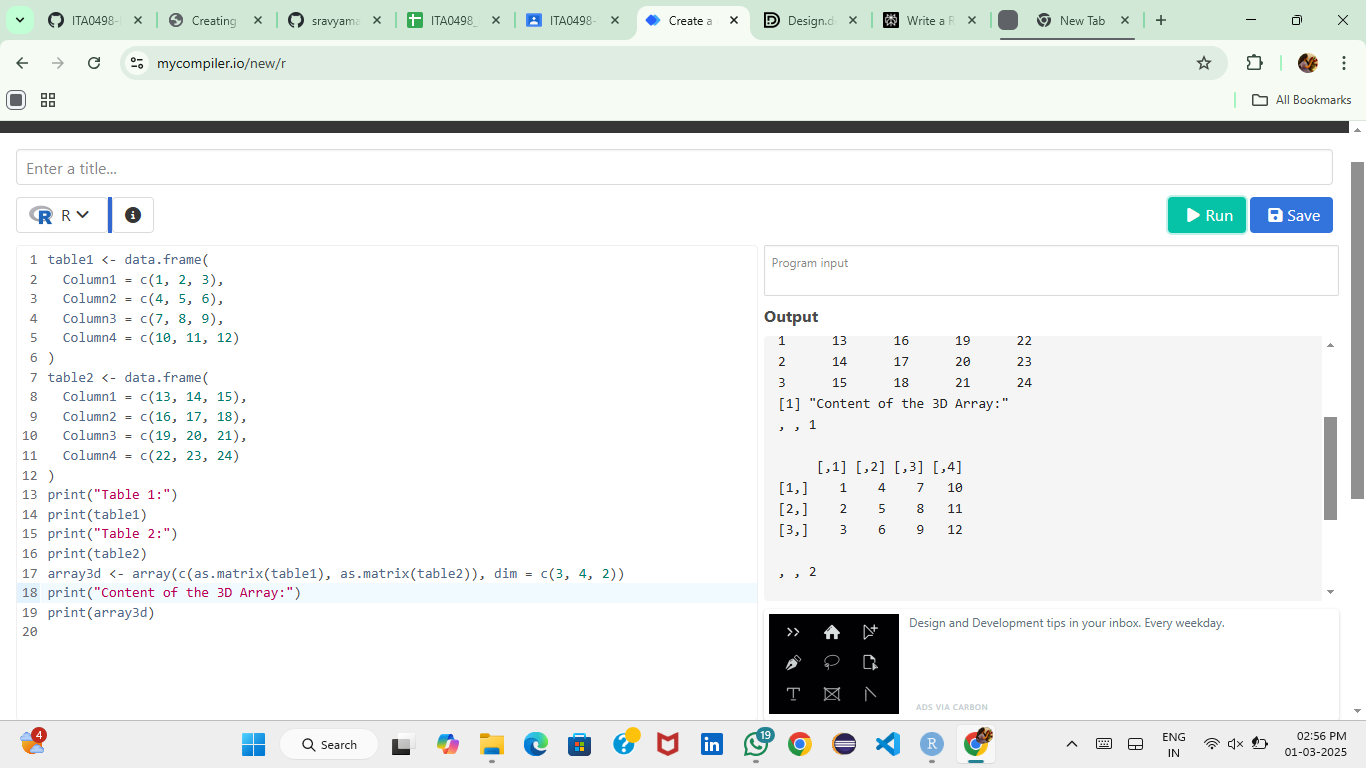 ITA0498-
Creating
sravyama
ITA0498_
ITA0498-
Create a
Design.d
Write a R
New Tab
mycompiler.io/new/r
All Bookmarks
Enter a title...
R
Run
Save
1 table1 <- data.frame(
2 Column1 = c(1, 2, 3),
3 Column2 = c(4, 5, 6),
4 Column3 = c(7, 8, 9),
5 Column4 = c(10, 11, 12)
6 )
7 table2 <- data.frame(
8 Column1 = c(13, 14, 15),
9 Column2 = c(16, 17, 18),
10 Column3 = c(19, 20, 21),
11 Column4 = c(22, 23, 24)
12 )
13 print("Table 1:")
14 print(table1)
15 print("Table 2:")
16 print(table2)
17 array3d <- array(c(as.matrix(table1), as.matrix(table2)), dim = c(3, 4, 2))
18 print("Content of the 3D Array:")
19 print(array3d)
20
Program input
Output
1 13 16 19 22
2 14 17 20 23
3 15 18 21 24
[1] "Content of the 3D Array:"
, , 1
[,1] [,2] [,3] [,4]
[1,] 1 4 7 10
[2,] 2 5 8 11
[3,] 3 6 9 12
, , 2
Design and Development tips in your inbox. Every weekday.
ADS VIA CARBON
4
Search
19
R
ENG
IN
02:56 PM
01-03-2025